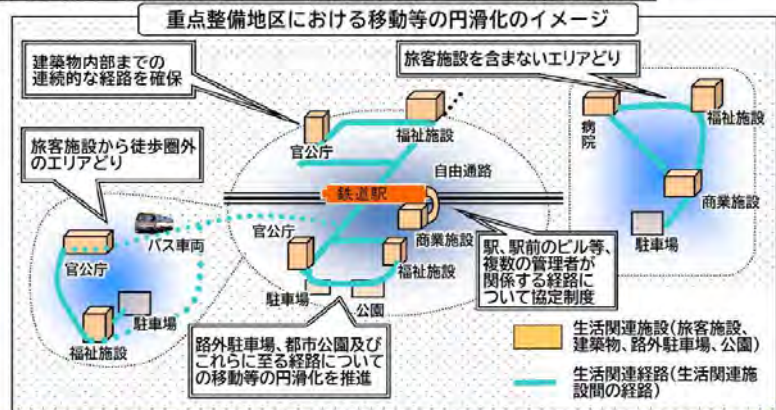 重点整備地区における移動等の円滑化のイメージ
建築物内部までの
連続的な経路を確保
旅客施設を含まないエリアどり
旅客施設から徒歩圏外
のエリアどり
官公庁
福祉施設
自由通路
鉄道駅
官公庁
商業施設
福祉施設
駐車場
公園
病院
福祉施設
商業施設
駐車場
官公庁
バス車両
駐車場
福祉施設
駅、駅前のビル等、
複数の管理者が
関係する経路に
ついて協定制度
路外駐車場、都市公園及び
これらに至る経路について
の移動等の円滑化を推進
生活関連施設(旅客施設、
建築物、路外駐車場、公園)
生活関連経路(生活関連施
設間の経路)